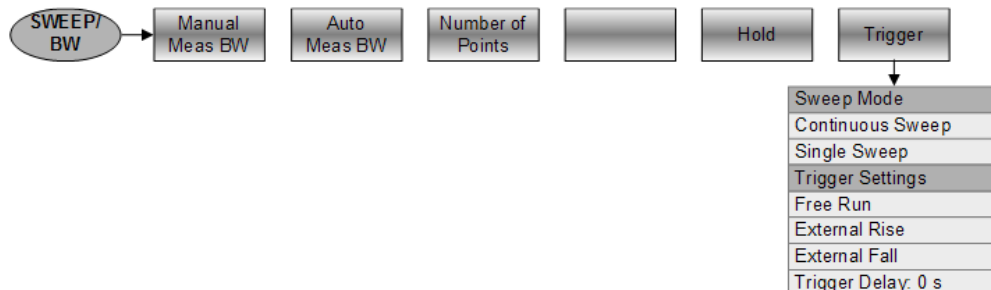 SWEEP/
BW
Manual
Meas BW
Auto
Meas BW
Number of
Points
Hold
Trigger
Sweep Mode
Continuous Sweep
Single Sweep
Trigger Settings
Free Run
External Rise
External Fall
Trigger Delay: 0 s